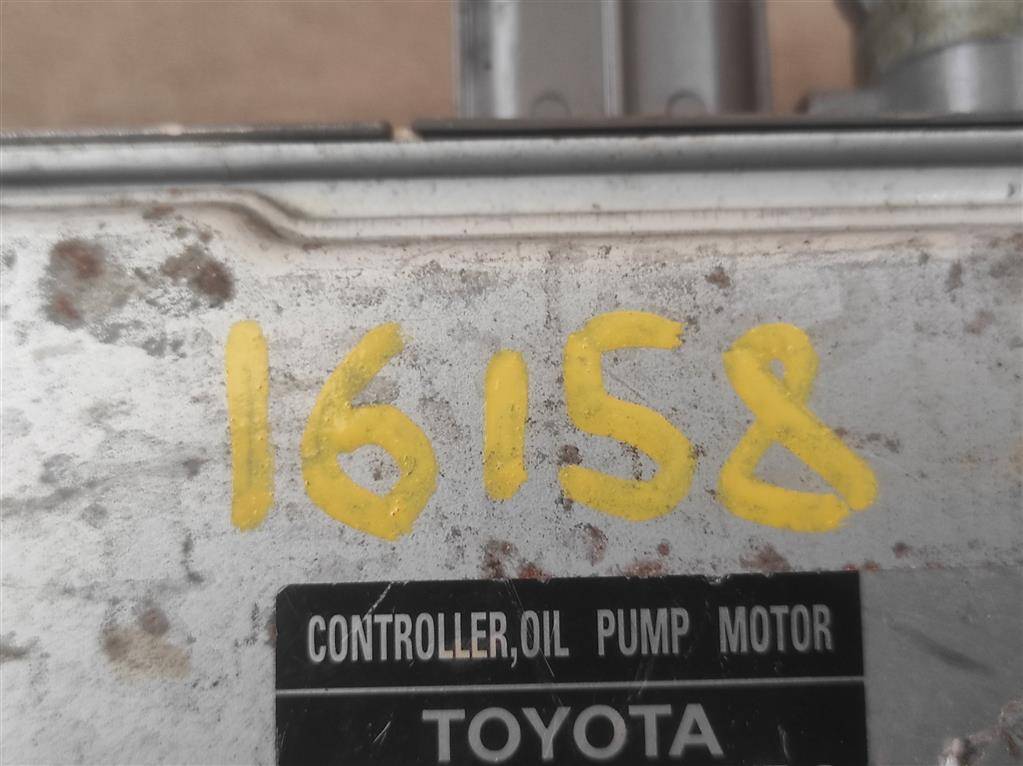 16158
CONTROLLER,OIL PUMP MOTOR
TOYOTA